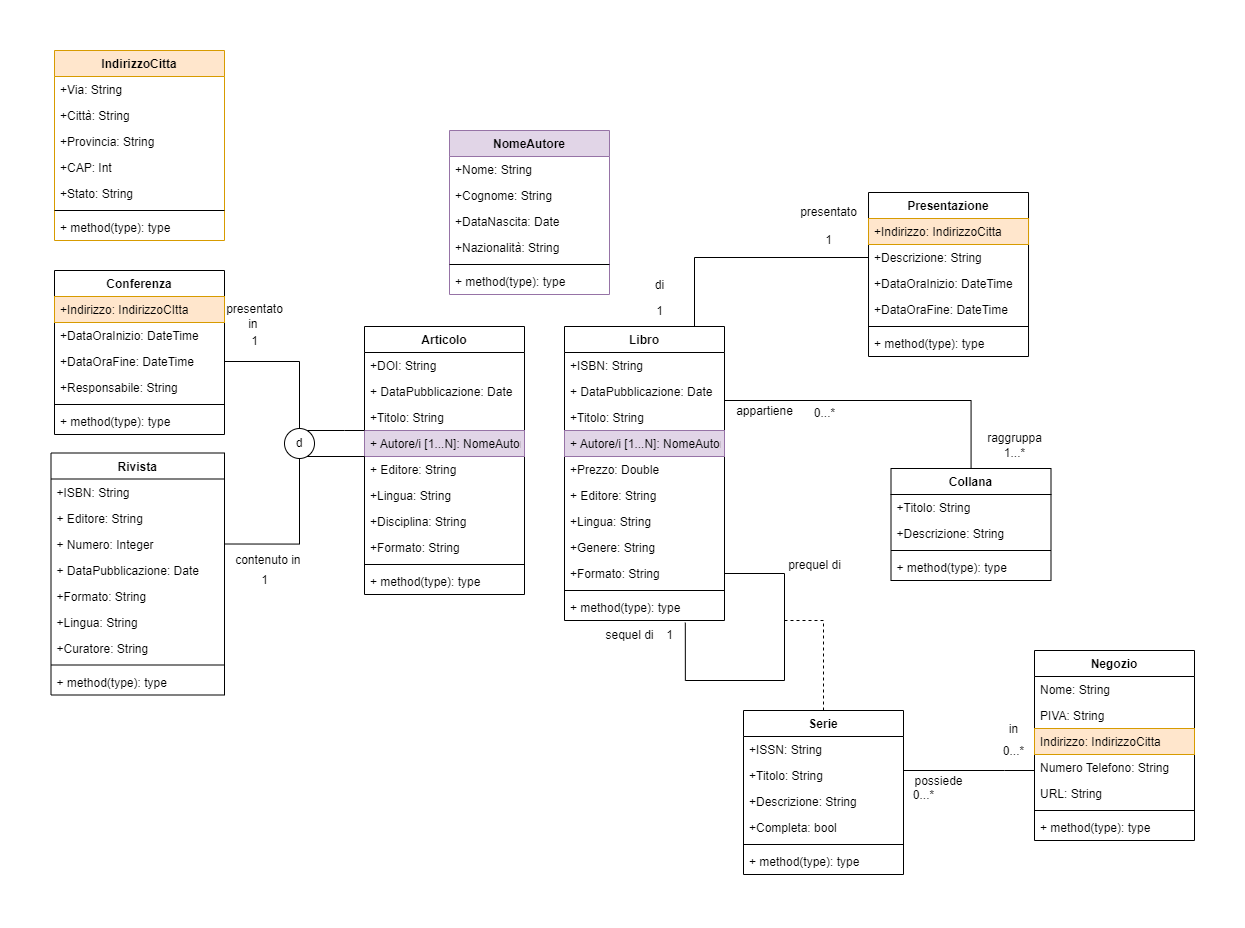 IndirizzoCitta
+Via: String
+Città: String
+Provincia: String
+CAP: Int
+Stato: String
+ method(type): type
NomeAutore
+Nome: String
+Cognome: String
+DataNascita: Date
+Nazionalità: String
+ method(type): type
Presentazione
+Indirizzo: IndirizzoCitta
+Descrizione: String
+DataOraInizio: DateTime
+DataOraFine: DateTime
+ method(type): type
presentato
1
di
1
Conferenza
+Indirizzo: IndirizzoCItta
+DataOraInizio: DateTime
+DataOraFine: DateTime
+Responsabile: String
+ method(type): type
presentato
in
1
d
Rivista
+ISBN: String
+ Editore: String
+ Numero: Integer
+ DataPubblicazione: Date
+Formato: String
+Lingua: String
+Curatore: String
+ method(type): type
contenuto in
1
Articolo
+DOI: String
+ DataPubblicazione: Date
+Titolo: String
+ Autore/i [1...N]: NomeAuto
+ Editore: String
+Lingua: String
+Disciplina: String
+Formato: String
+ method(type): type
Libro
+ISBN: String
+ DataPubblicazione: Date
+Titolo: String
+ Autore/i [1...N]: NomeAuto
+Prezzo: Double
+ Editore: String
+Lingua: String
+Genere: String
+Formato: String
+ method(type): type
appartiene
0...*
raggruppa
1...*
Collana
+Titolo: String
+Descrizione: String
+ method(type): type
prequel di
sequel di
1
Serie
+ISSN: String
+Titolo: String
+Descrizione: String
+Completa: bool
+ method(type): type
possiede
0...*
in
0...*
Negozio
Nome: String
PIVA: String
Indirizzo: IndirizzoCitta
Numero Telefono: String
URL: String
+ method(type): type